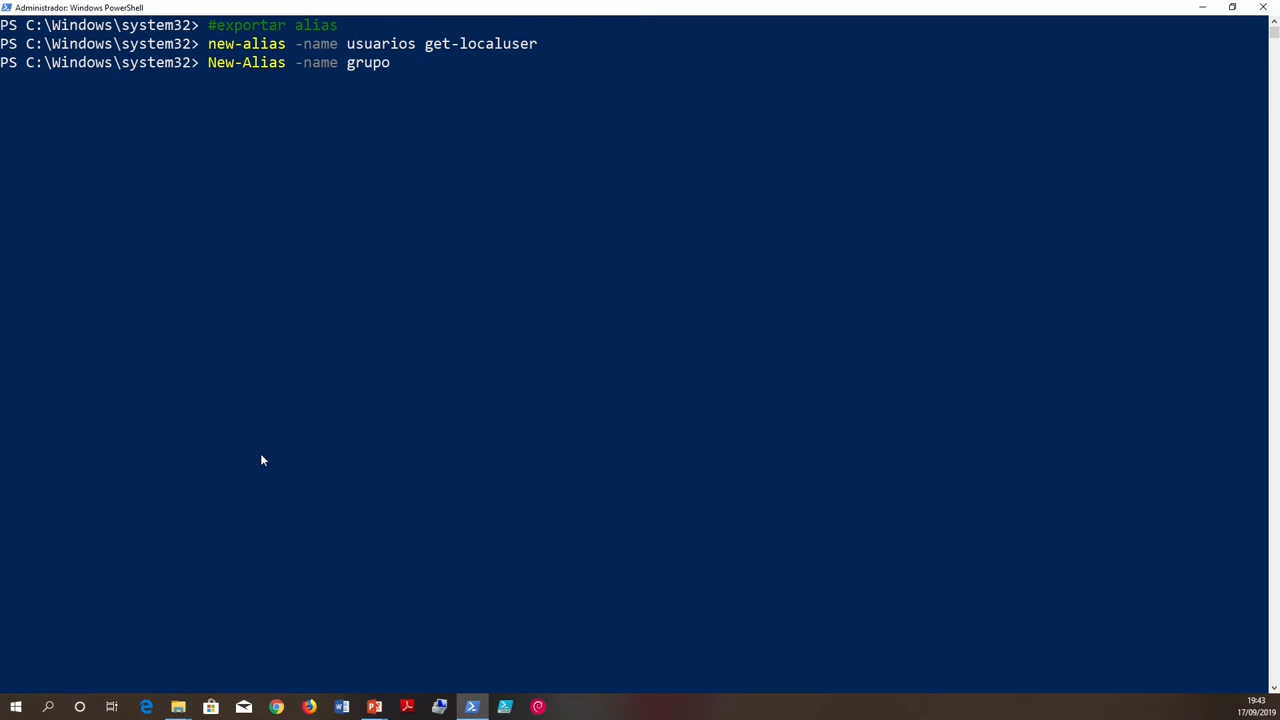 Administrador: Windows PowerShell
PS C:\Windows\system32> #exportar alias
PS C:\Windows\system32> new-alias -name usuarios get-localuser
PS C:\Windows\system32> New-Alias -name grupo
19:43
17/09/2019